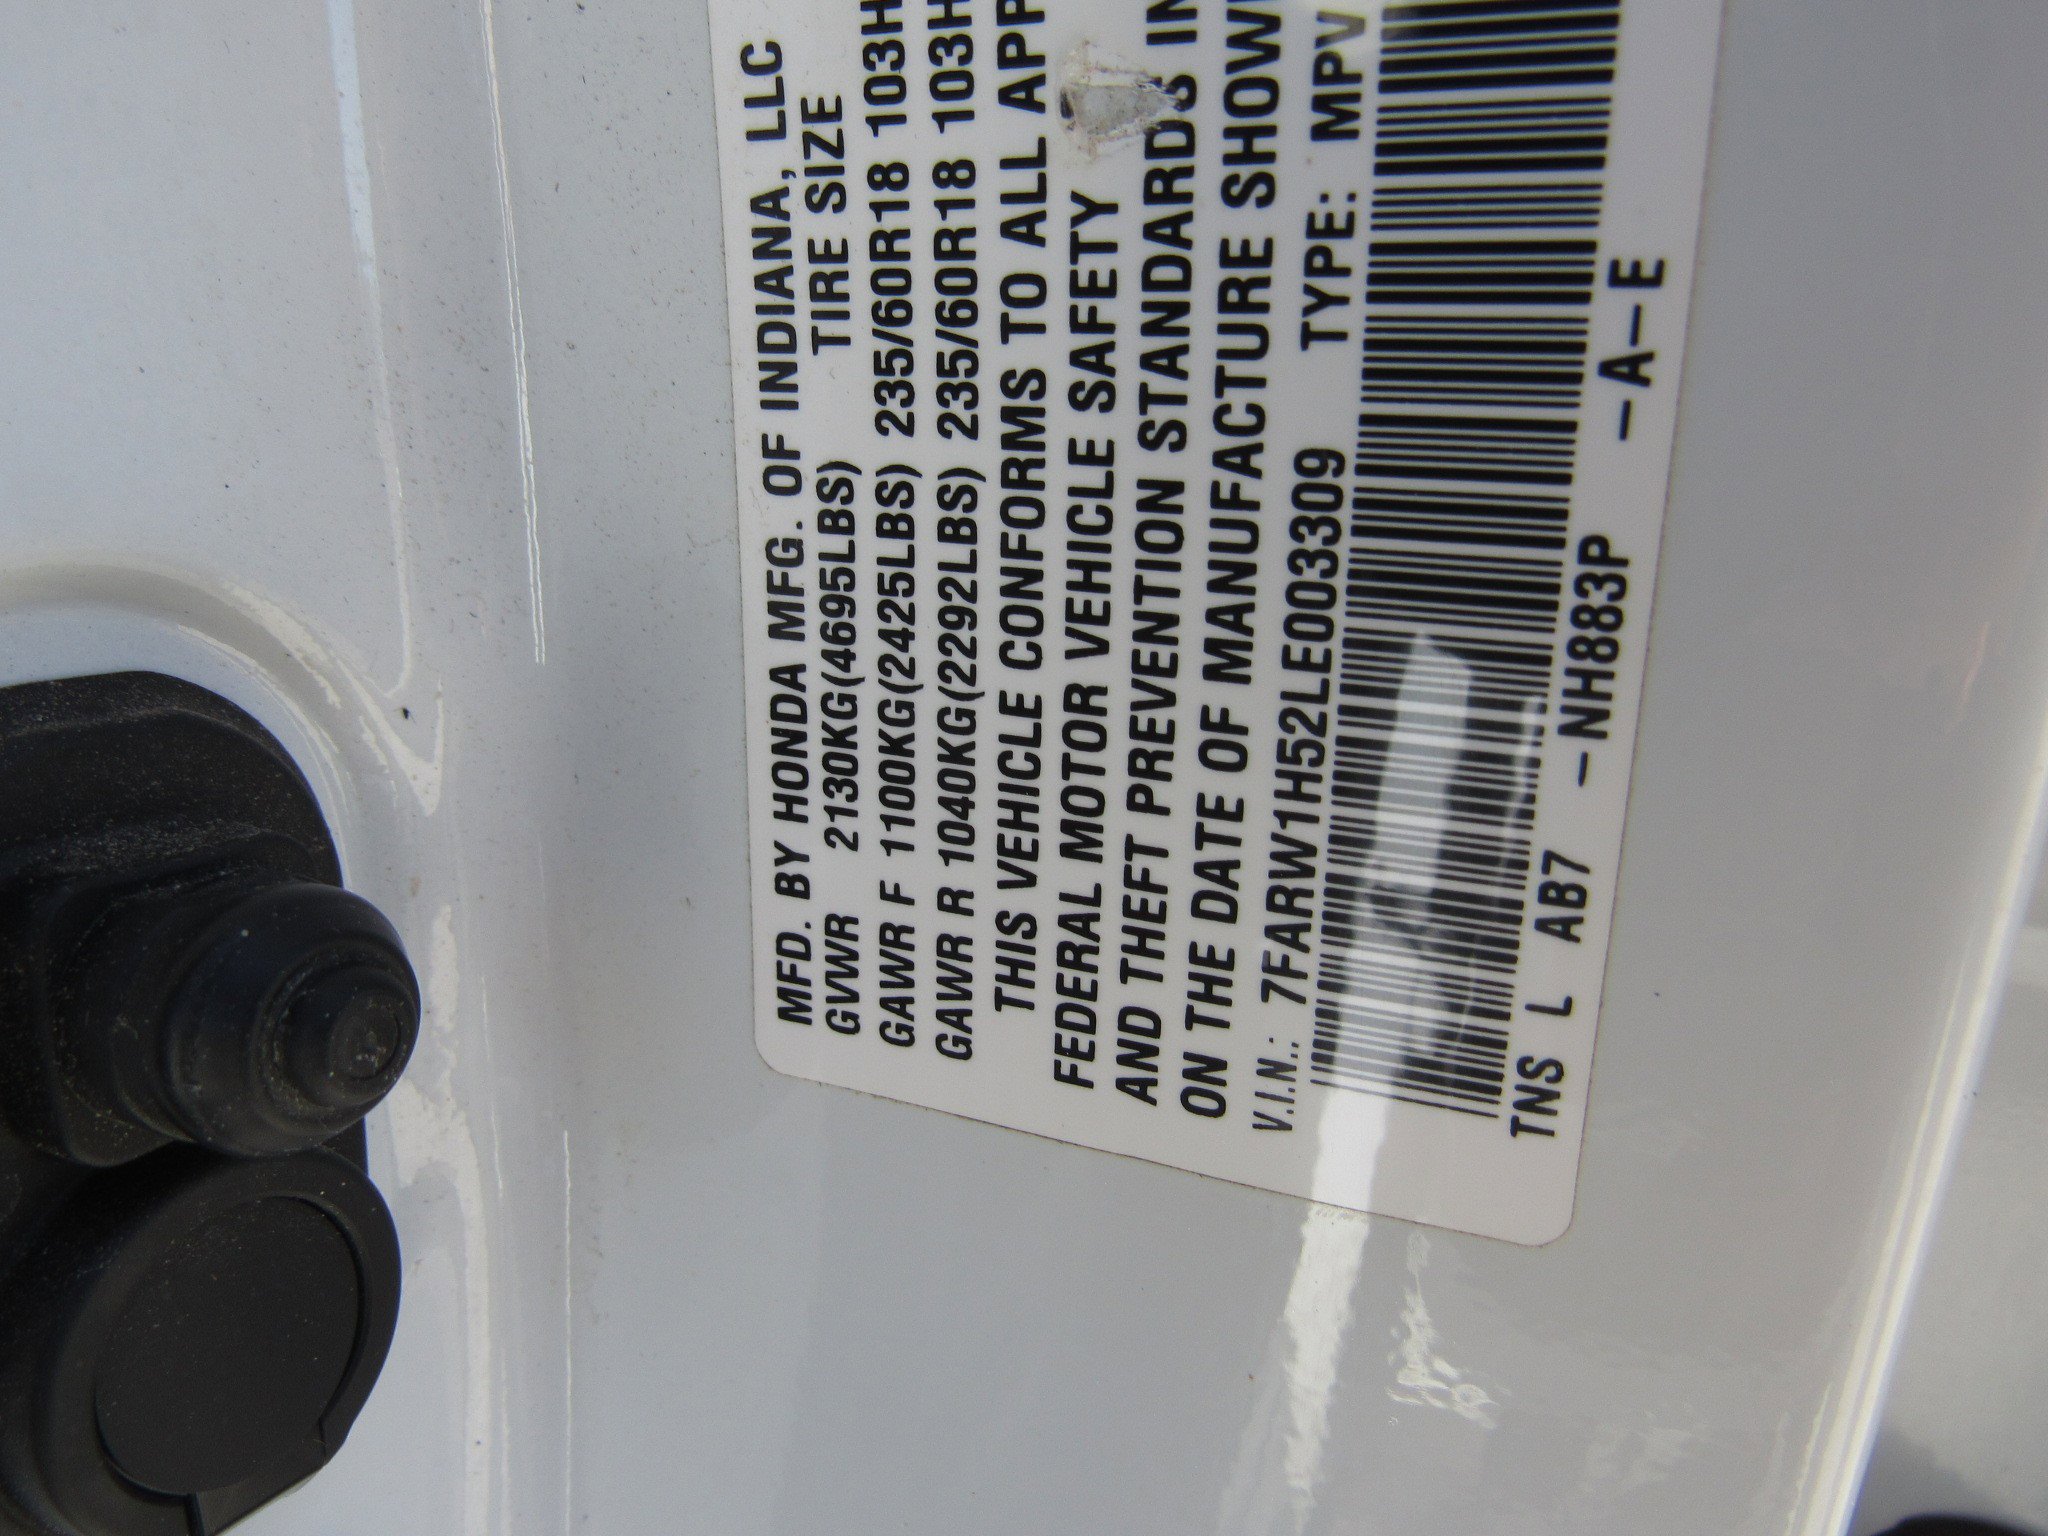 MFD. BY HONDA MFG. OF INDIANA, LLC
GVWR 2130KG(4695LBS) TIRE SIZE
GAWR F 1100KG(2425LBS) 235/60R18 103H
GAWR R 1040KG(2292LBS) 235/60R18 103H
THIS VEHICLE CONFORMS TO ALL APP
FEDERAL MOTOR VEHICLE SAFETY
AND THEFT PREVENTION STANDARDS IN
ON THE DATE OF MANUFACTURE SHOW
V.I.N.: 7FARW1H52LE003309 TYPE: MPV
TNS L AB7 -NH883P -A-E